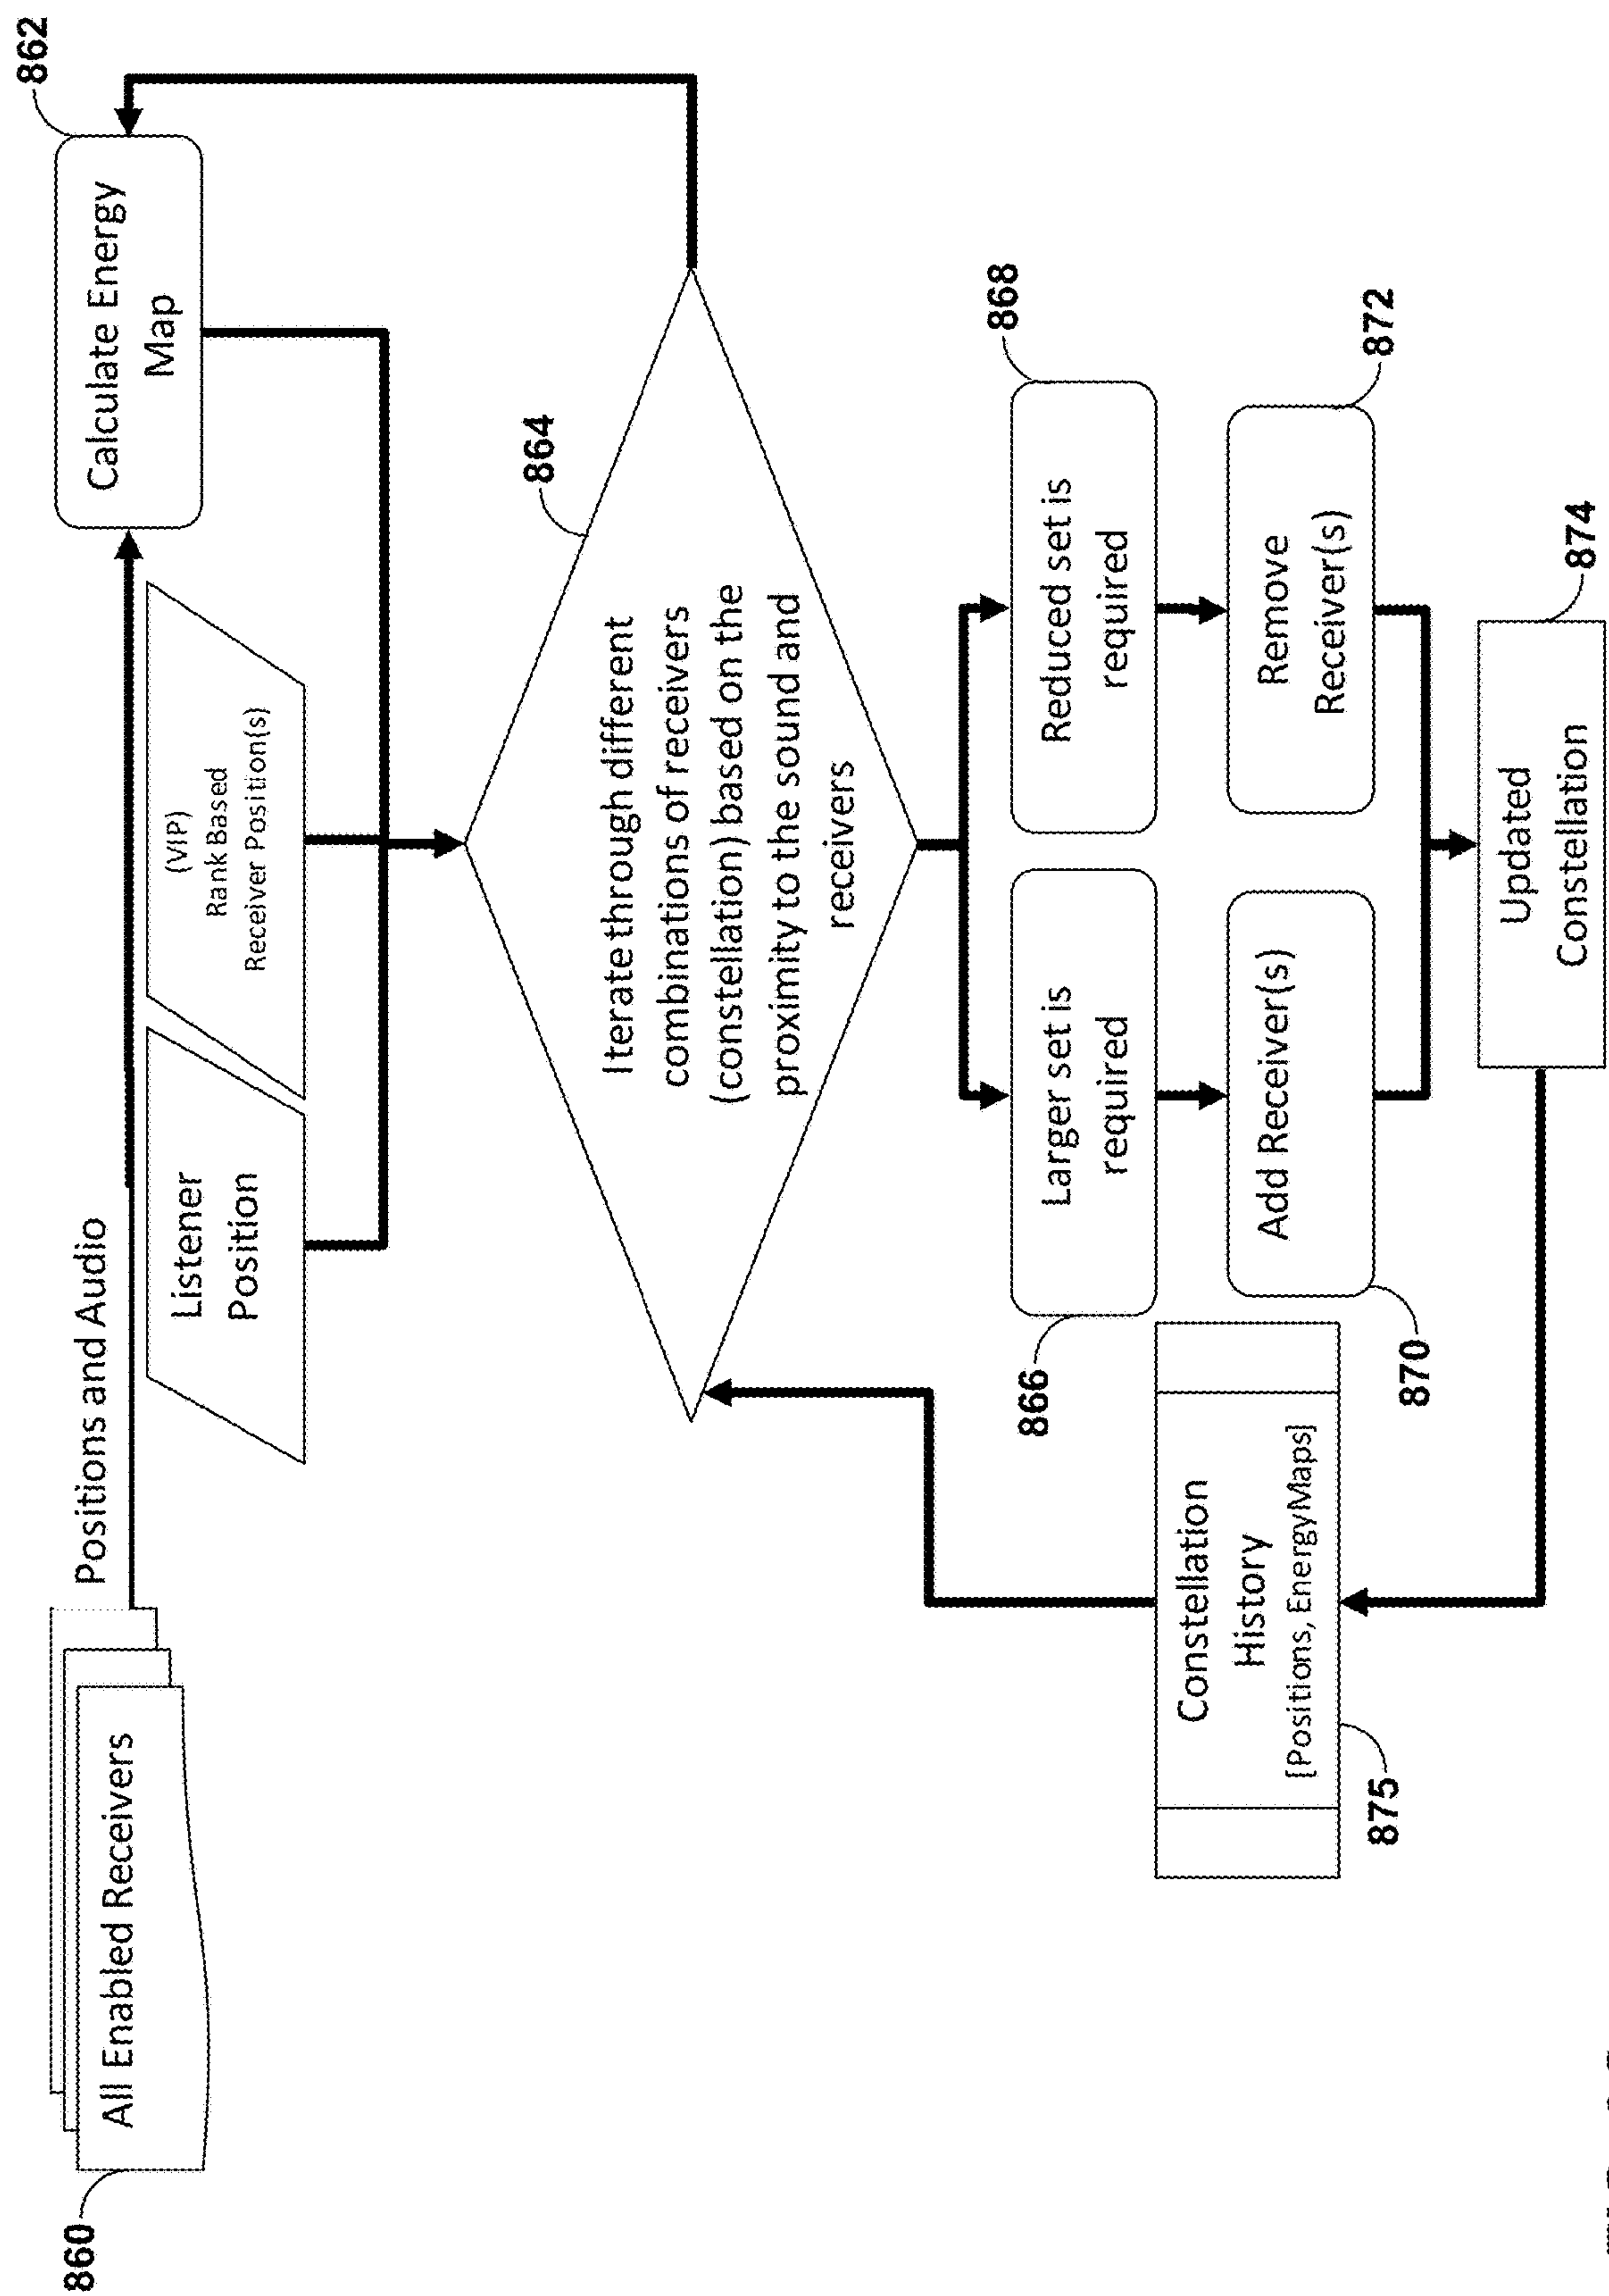 862
Positions and Audio
All Enabled Receivers
860
Calculate Energy
Map
Listener
Position
(VIP)
Rank Based
Receiver Position(s)
864
Iterate through different
combinations of receivers
(constellation) based on the
proximity to the sound and
receivers
868
Larger set is
required
Reduced set is
required
866
872
Add Receiver(s)
Remove
Receiver(s)
870
Constellation
History
[Positions, EnergyMaps]
875
874
Updated
Constellation